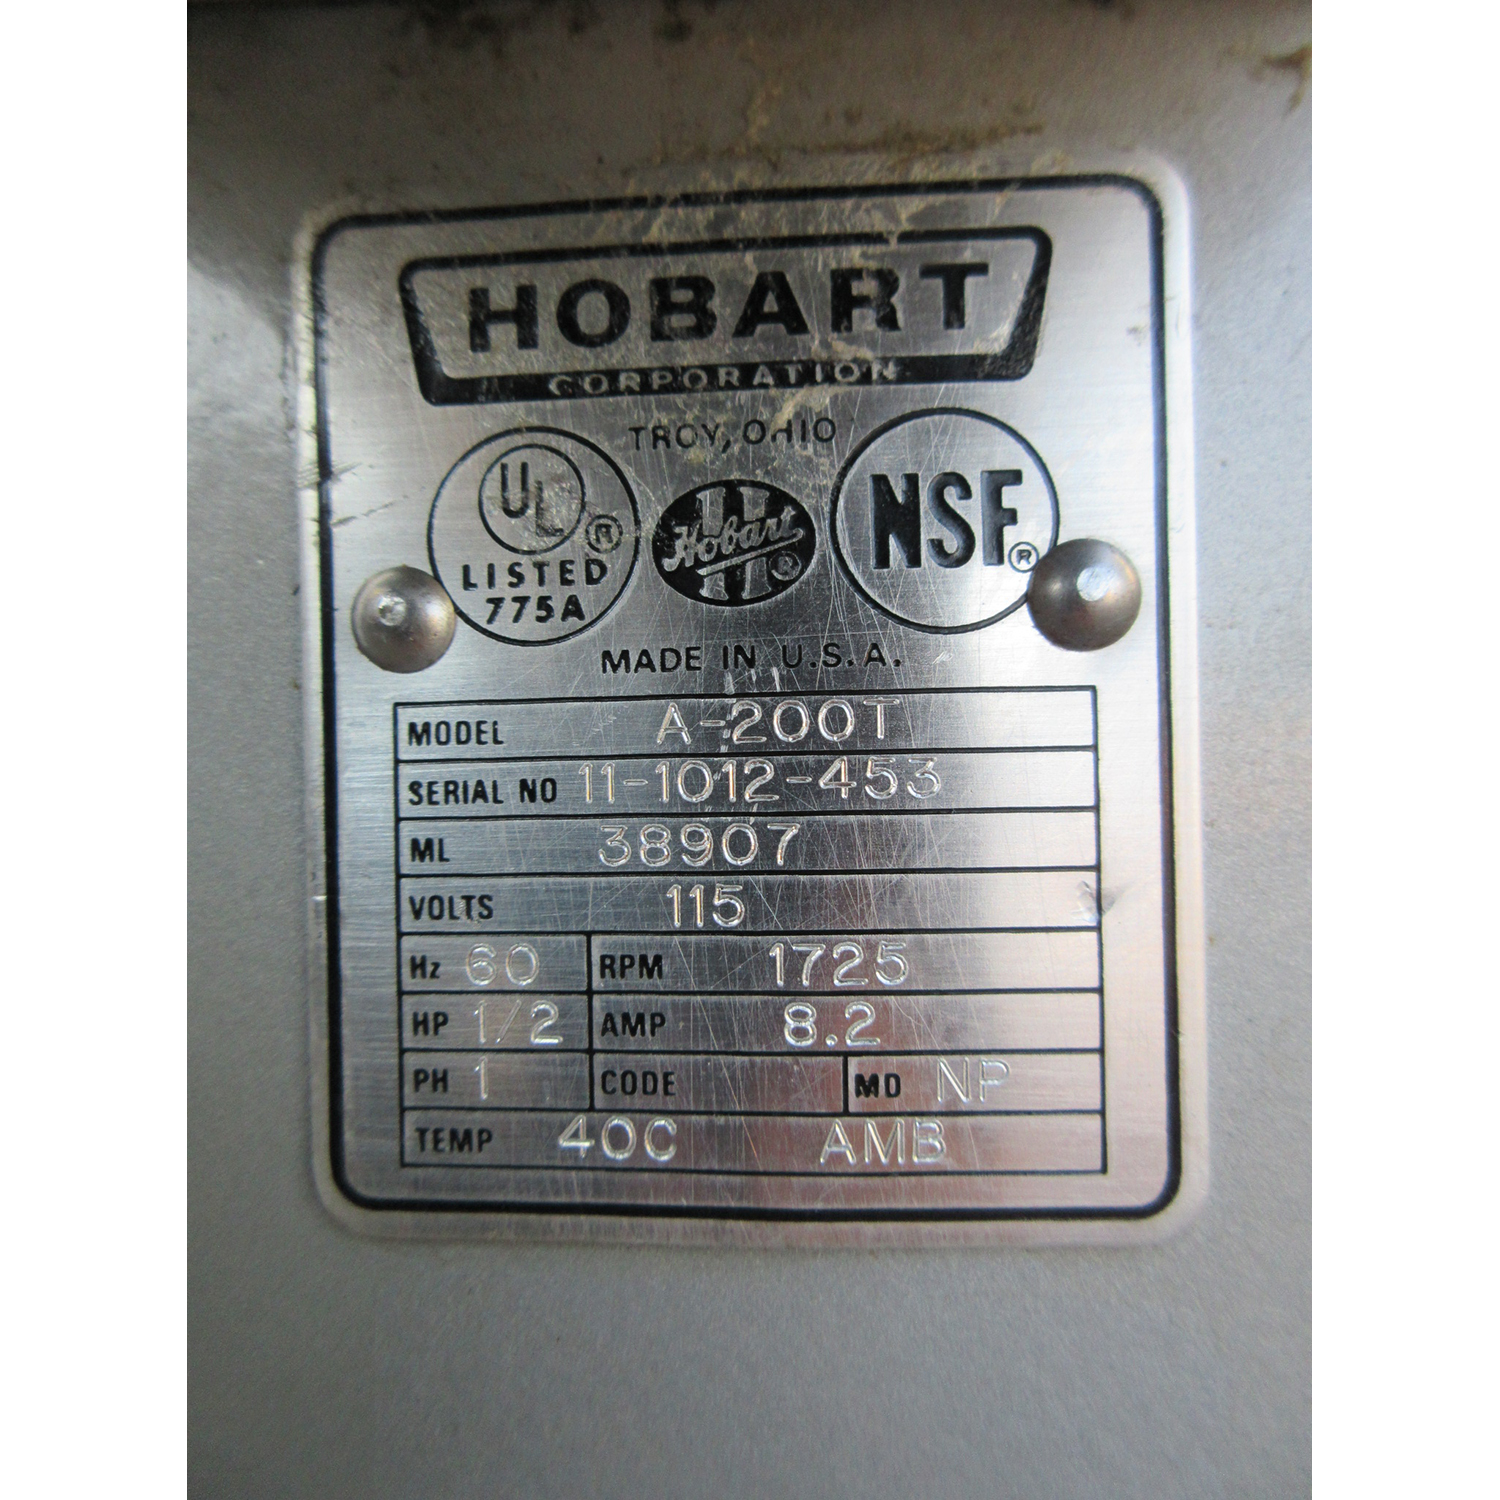 HOBART
CORPORATION
TROY, OHIO
UL ®
LISTED
775A
Hobart ®
NSF ®
MADE IN U.S.A.
MODEL A-200T
SERIAL NO 11-1012-453
ML 38907
VOLTS 115
Hz 60 RPM 1725
HP 1/2 AMP 8.2
PH 1 CODE MD NP
TEMP 40C AMB